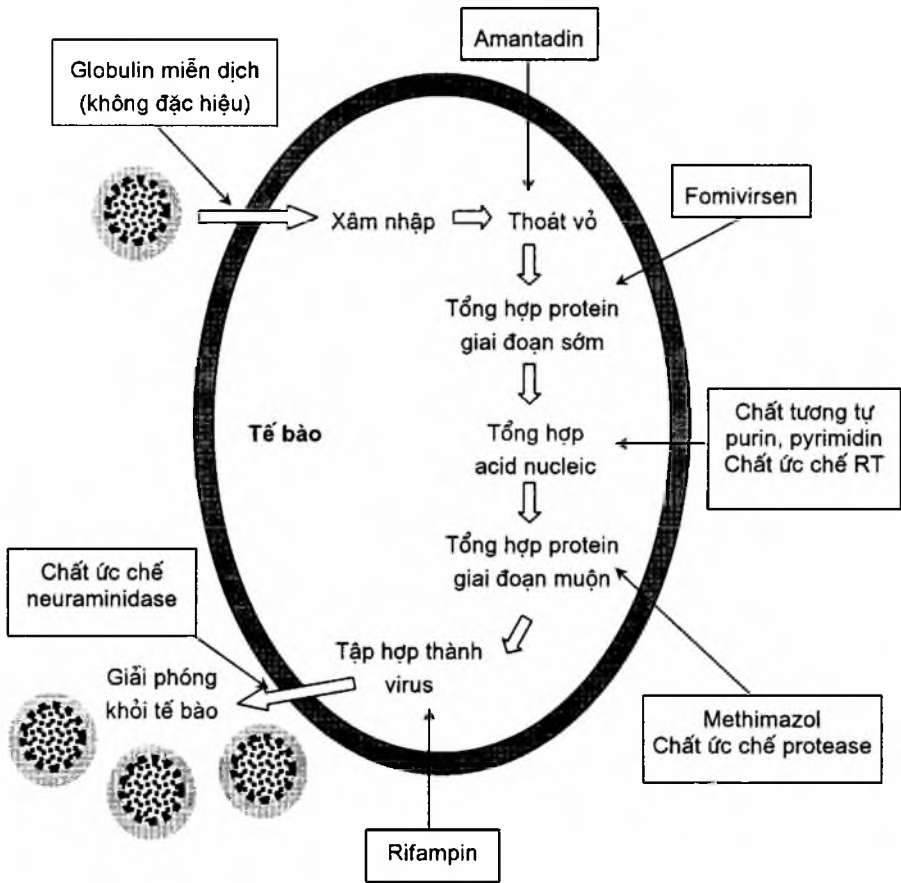 Amantadin
Globulin miễn dịch
(không đặc hiệu)
Fomivirsen
Xâm nhập
Thoát vỏ
Tổng hợp protein
giai đoạn sớm
Tế bào
Tổng hợp
acid nucleic
Chất tương tự
purin, pyrimidin
Chất ức chế RT
Tổng hợp protein
giai đoạn muộn
Chất ức chế
neuraminidase
Tập hợp thành
virus
Giải phóng
khỏi tế bào
Methimazol
Chất ức chế protease
Rifampin